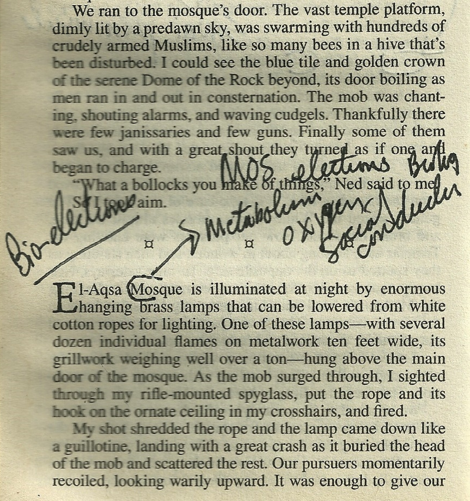 We ran to the mosque's door. The vast temple platform,
dimly lit by a predawn sky, was swarming with hundreds of
crudely armed Muslims, like so many bees in a hive that's
been disturbed. I could see the blue tile and golden crown
of the serene Dome of the Rock beyond, its door boiling as
men ran in and out in consternation. The mob was chant-
ing, shouting alarms, and waving cudgels. Thankfully there
were few janissaries and few guns. Finally some of them
saw us, and with a great shout they turned as if one and
began to charge.
MOS elections
"What a bollocks you make of things," Ned said to me.
So I took aim.
Bio-elections
Metabolism
Oxygen
Social
conductor
El-Aqsa Mosque is illuminated at night by enormous
hanging brass lamps that can be lowered from white
cotton ropes for lighting. One of these lamps—with several
dozen individual flames on metalwork ten feet wide, its
grillwork weighing well over a ton—hung above the main
door of the mosque. As the mob surged through, I sighted
through my rifle-mounted spyglass, put the rope and its
hook on the ornate ceiling in my crosshairs, and fired.
My shot shredded the rope and the lamp came down like
a guillotine, landing with a great crash as it buried the head
of the mob and scattered the rest. Our pursuers momentarily
recoiled, looking warily upward. It was enough to give our